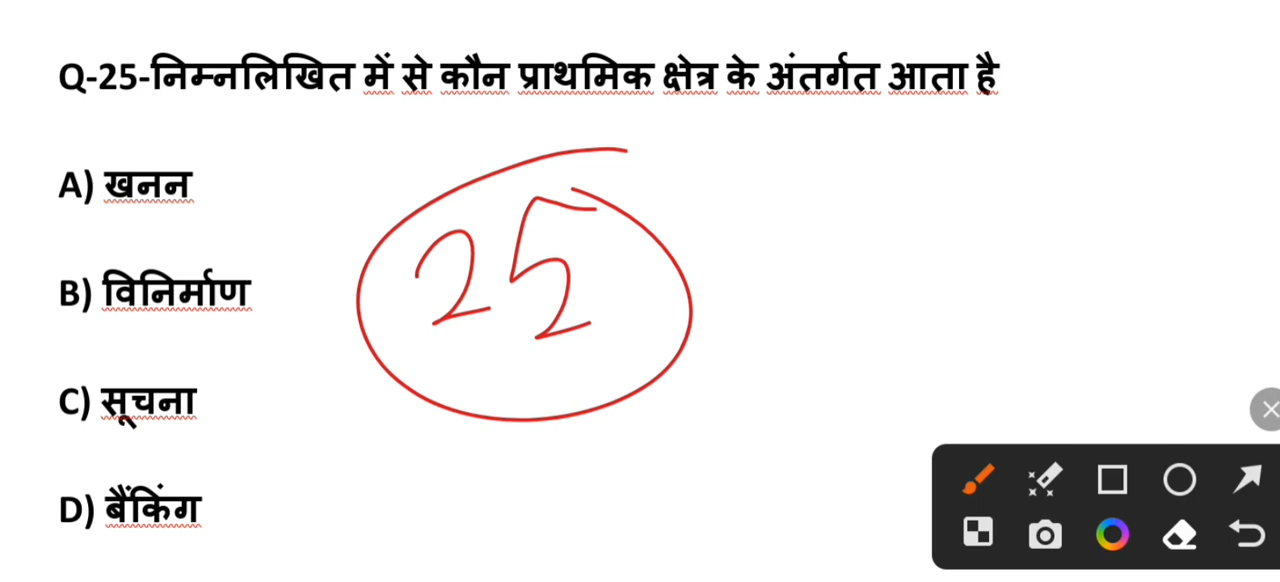 Q-25-निम्नलिखित में से कौन प्राथमिक क्षेत्र के अंतर्गत आता है
A) खनन
25
B) विनिर्माण
C) सूचना
D) बैंकिंग